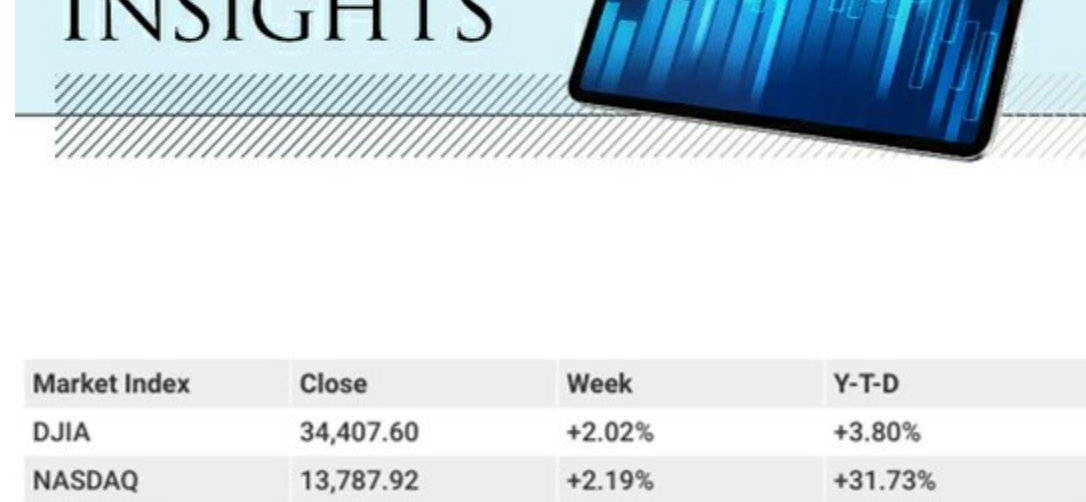 INSIGHTS
Market Index Close Week Y-T-D
DJIA 34,407.60 +2.02% +3.80%
NASDAQ 13,787.92 +2.19% +31.73%